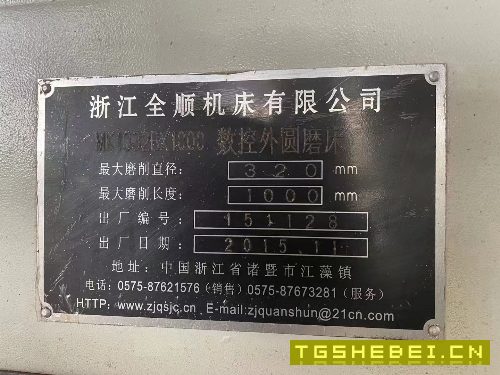 浙江全顺机床有限公司
数控外圆磨床
最大磨削直径: 320 mm
最大磨削长度: 1000 mm
出厂编号: 151128
出厂日期: 2015.11
地址: 中国浙江省诸暨市江藻镇
电话: 0575-87621576 (销售) 0575-87673281 (服务)
HTTP: www.zjqsjc.cn E-mail:zjquanshun@21cn.com
TGSHEBEI.CN